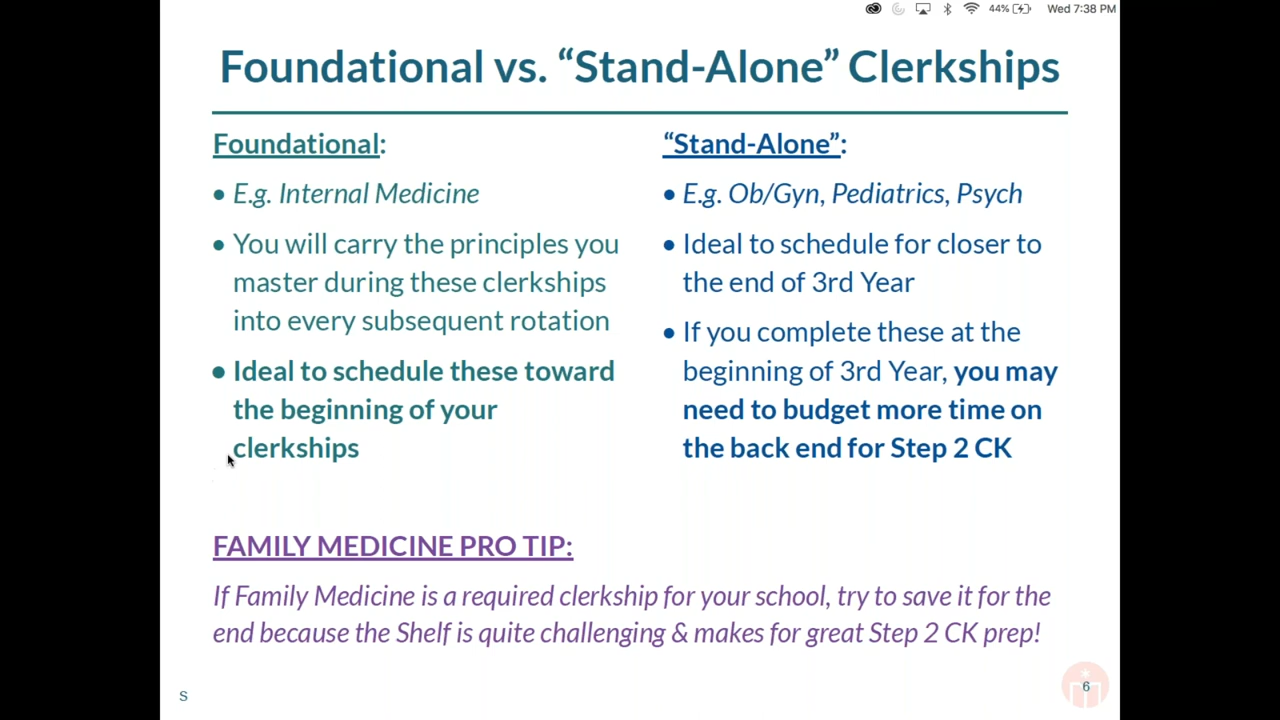 44% Wed 7:38 PM
Foundational vs. “Stand-Alone” Clerkships
Foundational:
• E.g. Internal Medicine
• You will carry the principles you
master during these clerkships
into every subsequent rotation
• Ideal to schedule these toward
the beginning of your
clerkships
“Stand-Alone”:
• E.g. Ob/Gyn, Pediatrics, Psych
• Ideal to schedule for closer to
the end of 3rd Year
• If you complete these at the
beginning of 3rd Year, you may
need to budget more time on
the back end for Step 2 CK
FAMILY MEDICINE PRO TIP:
If Family Medicine is a required clerkship for your school, try to save it for the
end because the Shelf is quite challenging & makes for great Step 2 CK prep!
S
6